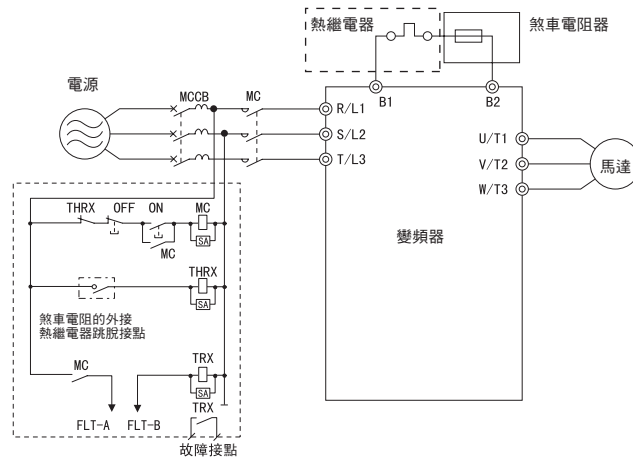 熱繼電器
煞車電阻器
電源
MCCB
MC
B1
B2
R/L1
S/L2
T/L3
U/T1
V/T2
W/T3
馬達
變頻器
THRX
OFF
ON
MC
SA
MC
THRX
SA
煞車電阻的外接
熱繼電器跳脫接點
MC
TRX
SA
FLT-A
FLT-B
TRX
故障接點